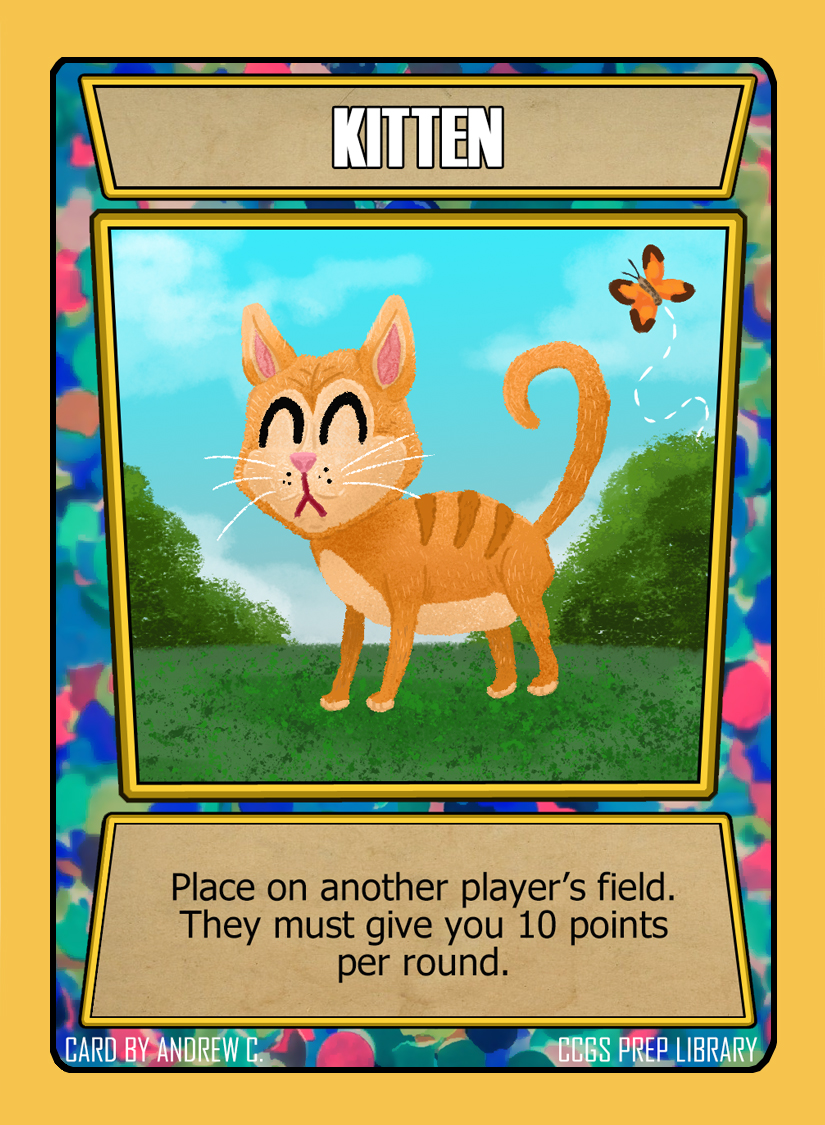 KITTEN
Place on another player’s field.
They must give you 10 points
per round.
CARD BY ANDREW C.
CCGS PREP LIBRARY